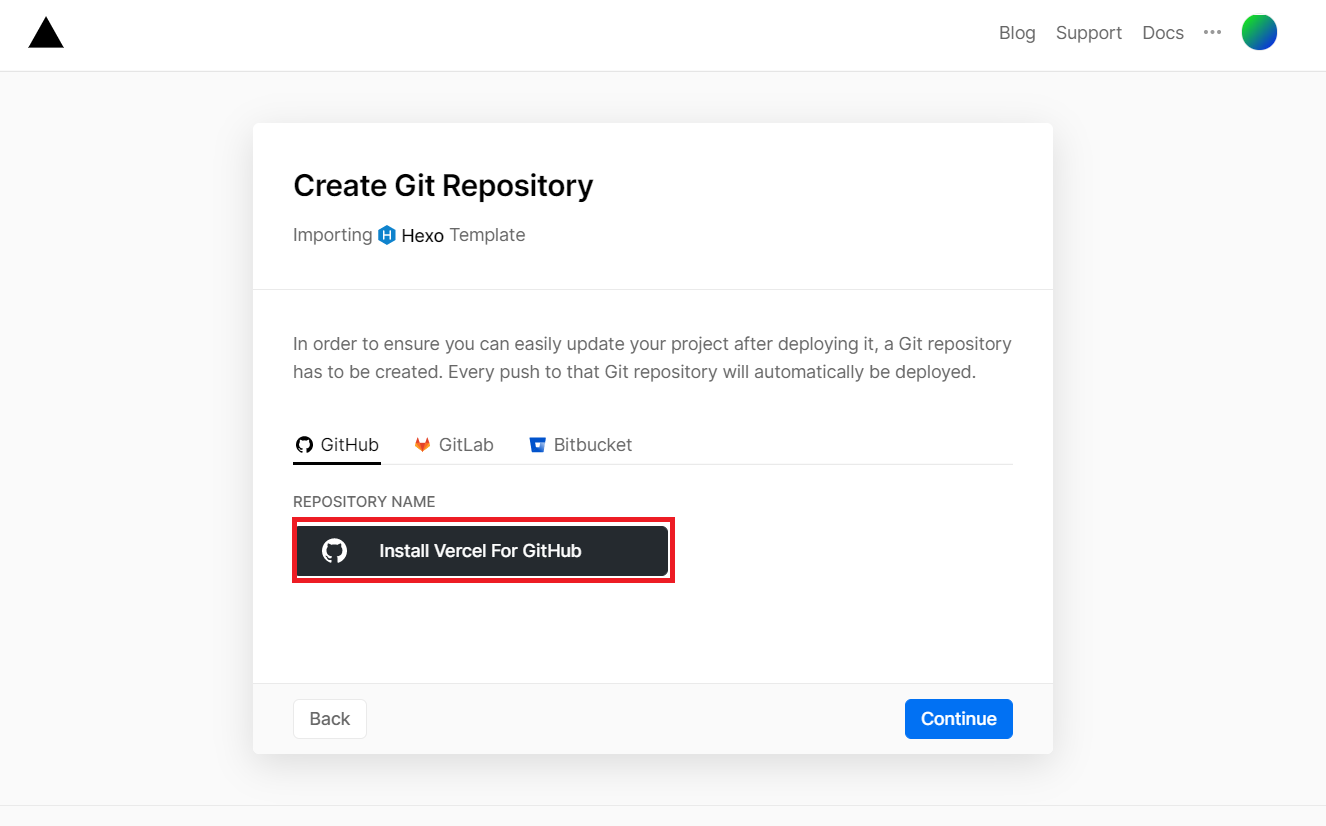 Blog Support Docs
Create Git Repository
Importing Hexo Template
In order to ensure you can easily update your project after deploying it, a Git repository
has to be created. Every push to that Git repository will automatically be deployed.
GitHub GitLab Bitbucket
REPOSITORY NAME
Install Vercel For GitHub
Back Continue